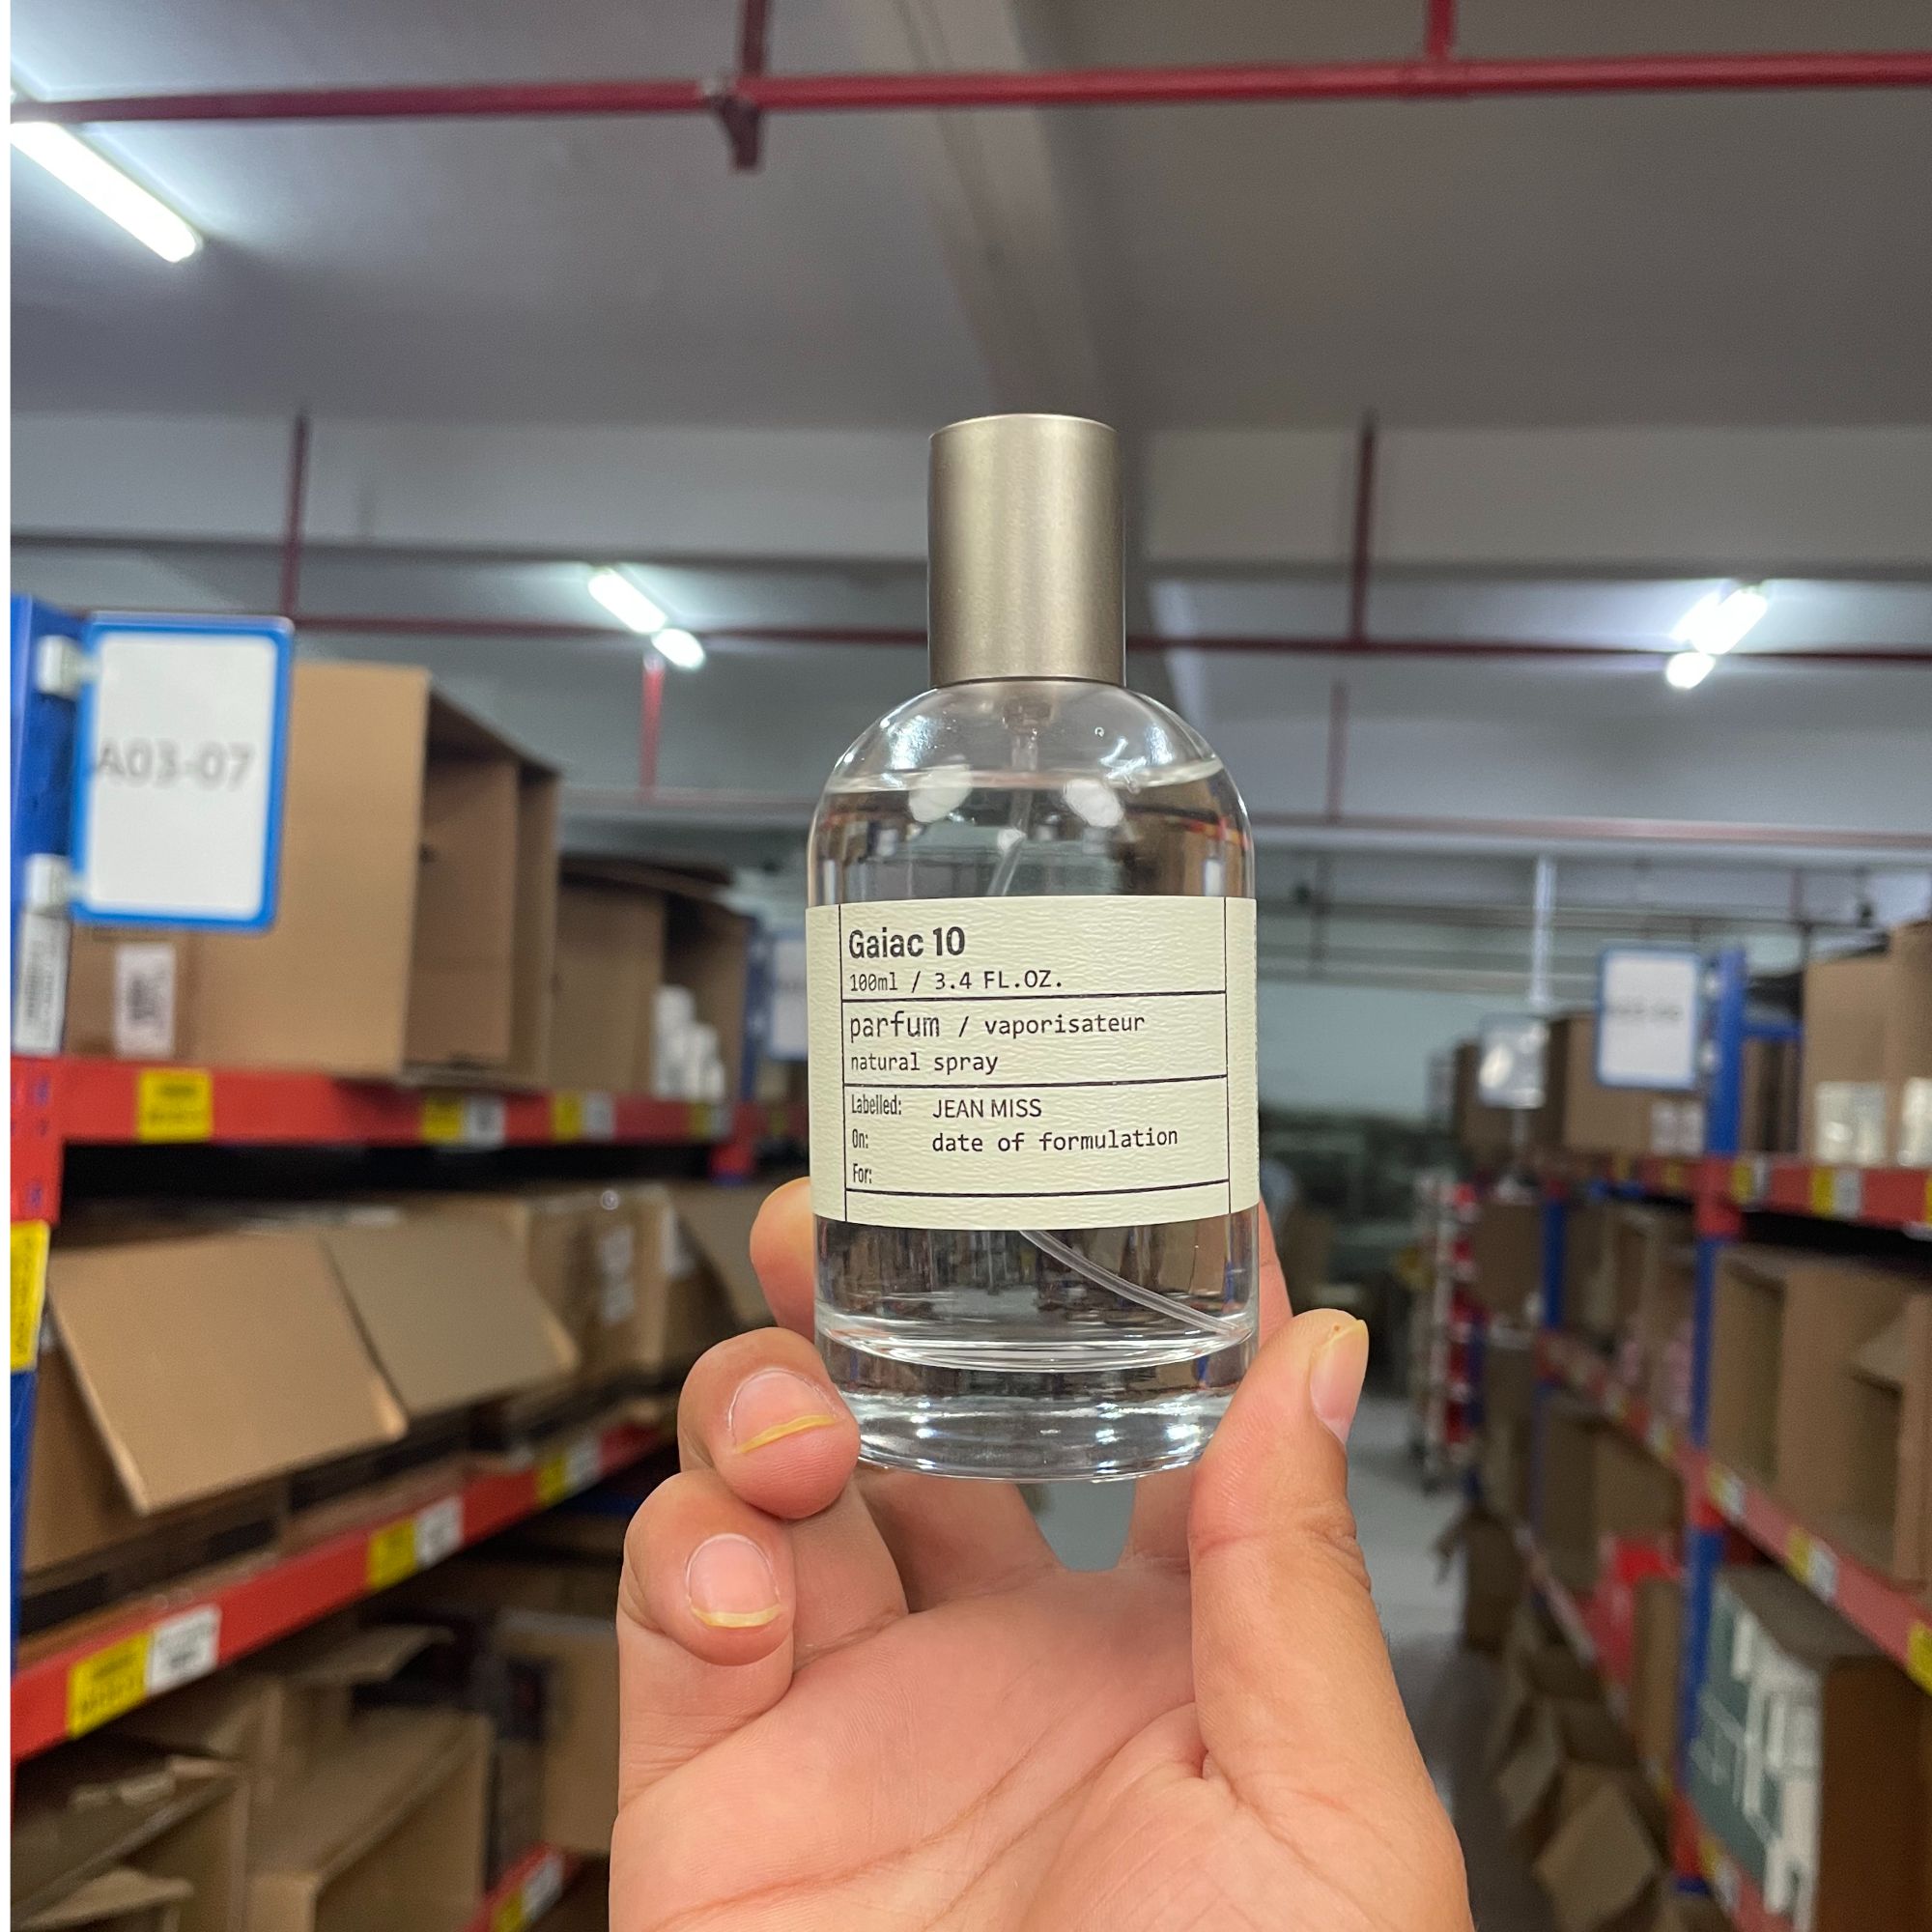 A03-07
Gaiac 10
100ml / 3.4 FL.OZ.
parfum / vaporisateur
natural spray
Labelled: JEAN MISS
On: date of formulation
For: